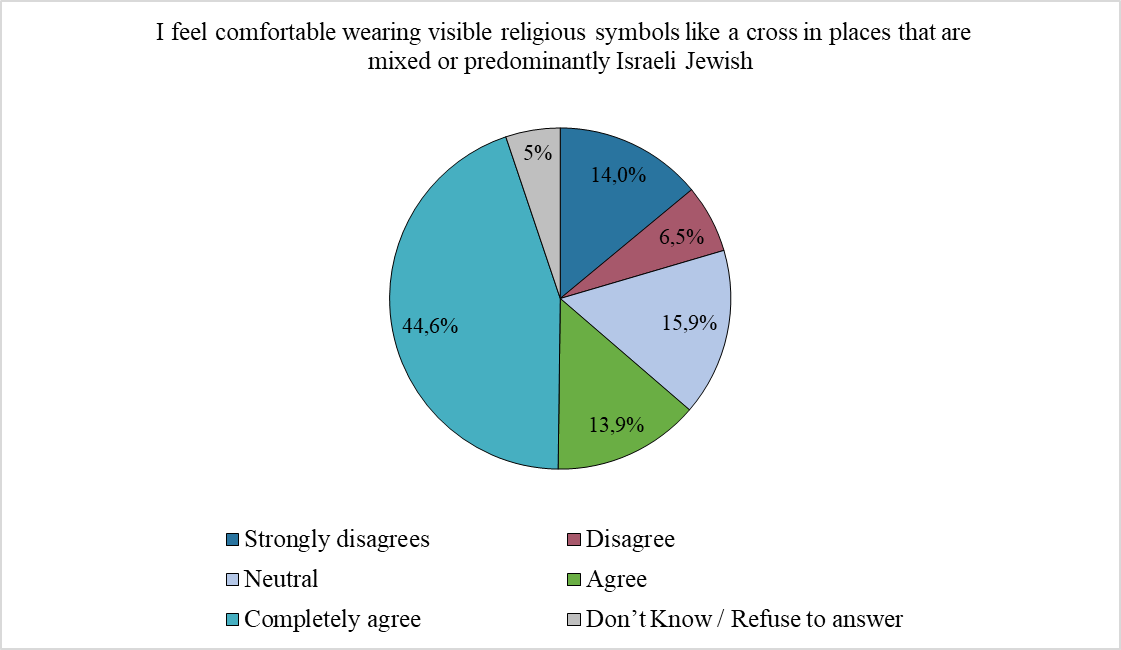 I feel comfortable wearing visible religious symbols like a cross in places that are
mixed or predominantly Israeli Jewish
5%
14,0%
6,5%
15,9%
13,9%
44,6%
Strongly disagrees
Disagree
Neutral
Agree
Completely agree
Don’t Know / Refuse to answer